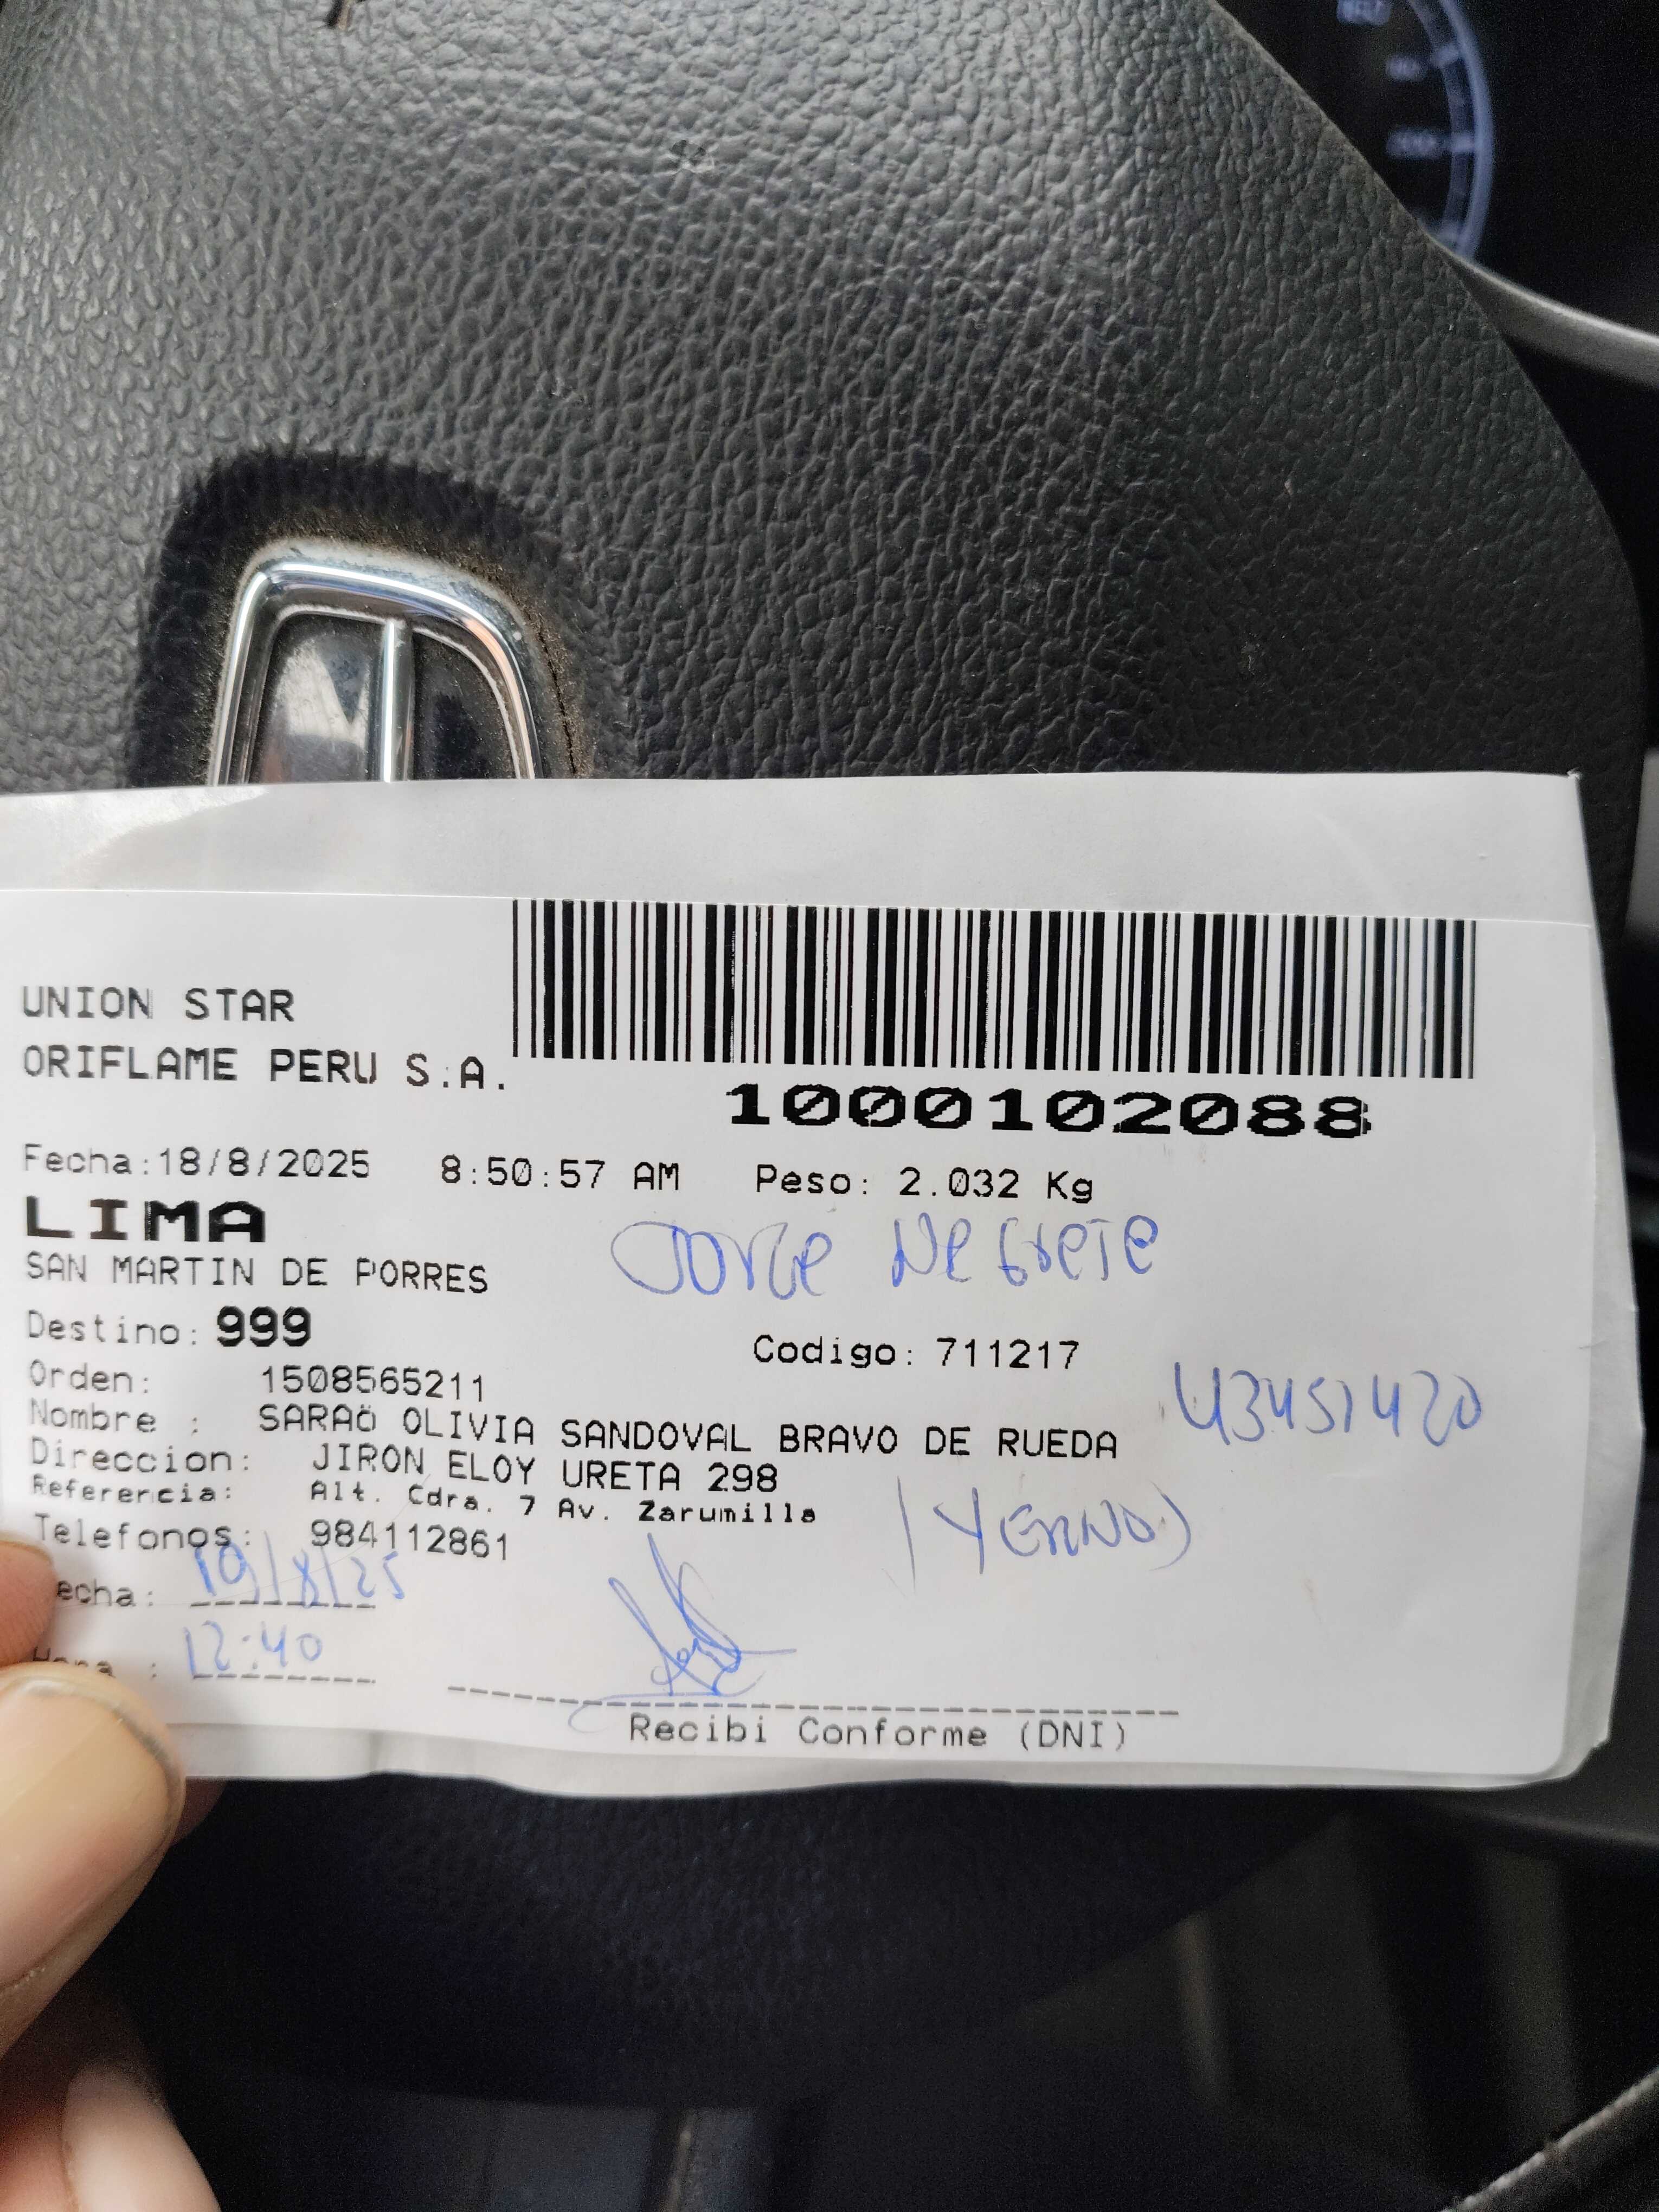 UNION STAR
ORIFLAME PERU S.A.
1000102088
Fecha:18/8/2025 8:50:57 AM Peso: 2.032 Kg
LIMA
SAN MARTIN DE PORRES
Jorge Negrete
Destino: 999
Codigo: 711217
Orden: 1508565211
43451420
Nombre : SARAÖ OLIVIA SANDOVAL BRAVO DE RUEDA
Direccion: JIRON ELOY URETA 298
Referencia: Alt. Cdra. 7 Av. Zarumilla
(YERNO)
Telefonos: 984112861
echa: 19/8/25
Hora : 12:40
Recibi Conforme (DNI)